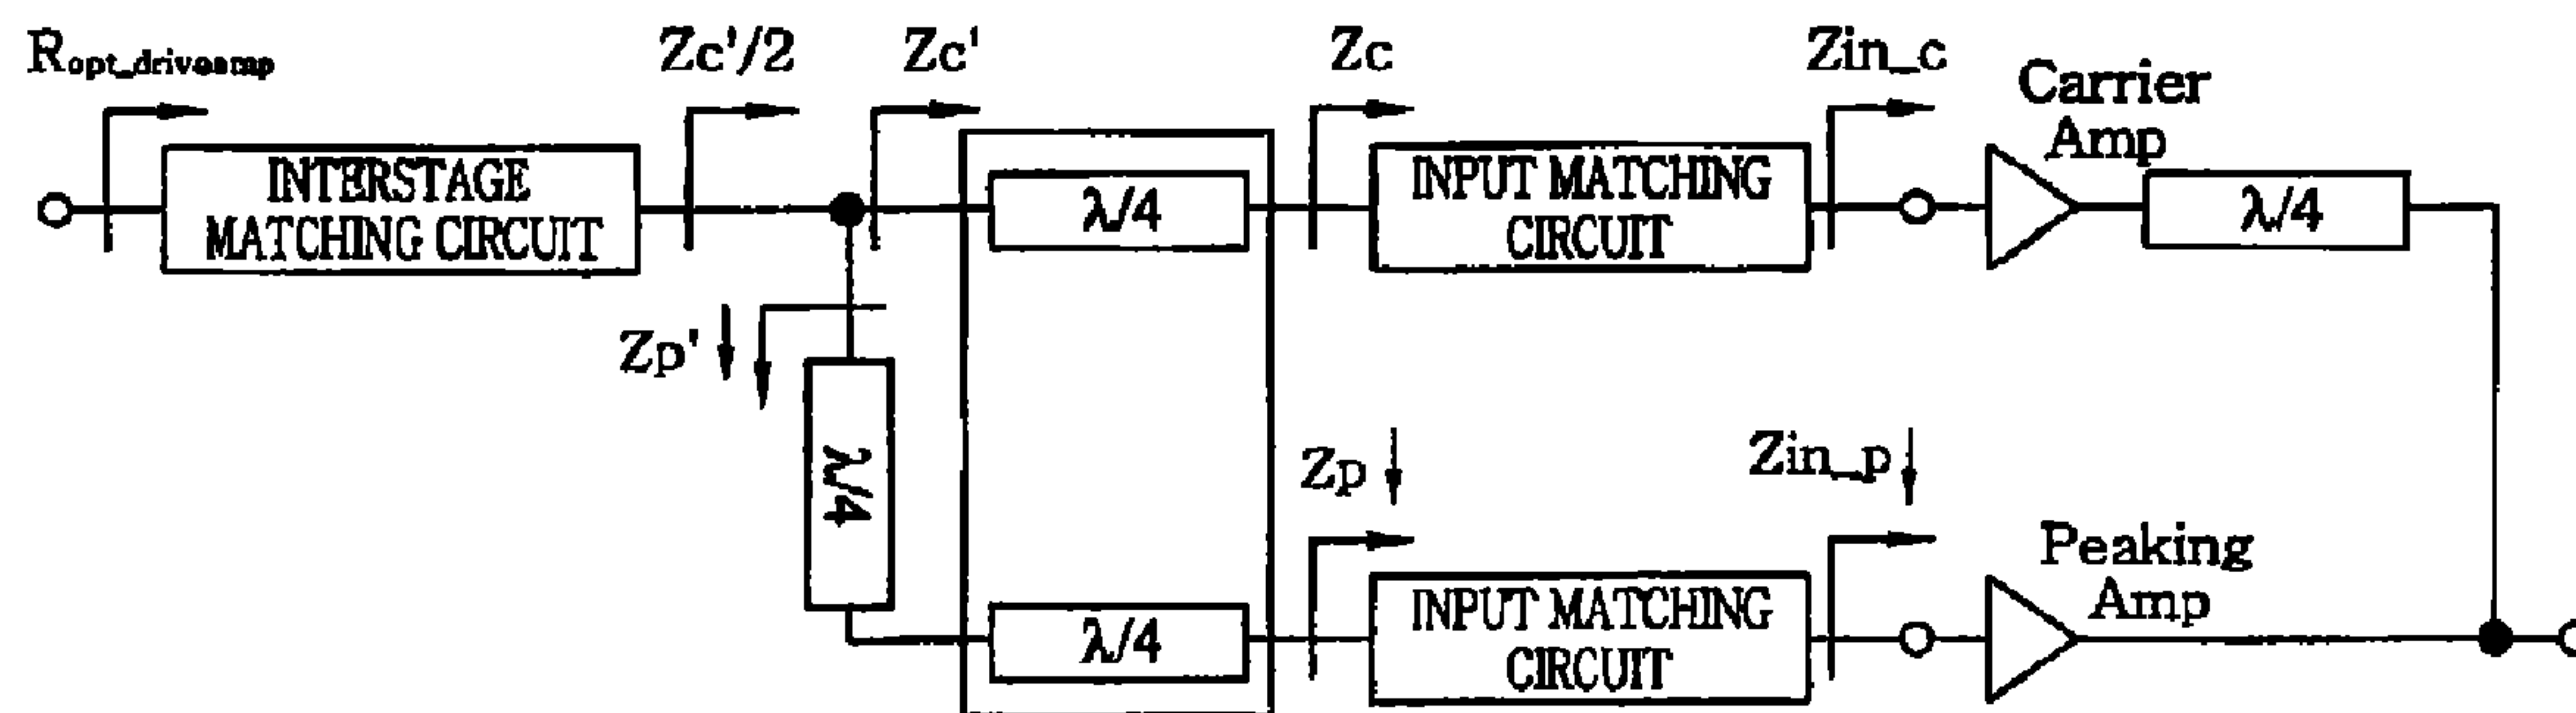 Ropt_driveamp
Zc'/2
Zc'
Zc
Zin_c
Carrier
Amp
INTERSTAGE
MATCHING CIRCUIT
λ/4
INPUT MATCHING
CIRCUIT
λ/4
Zp'
λ/4
Zp
Zin_p
Peaking
Amp
λ/4
INPUT MATCHING
CIRCUIT